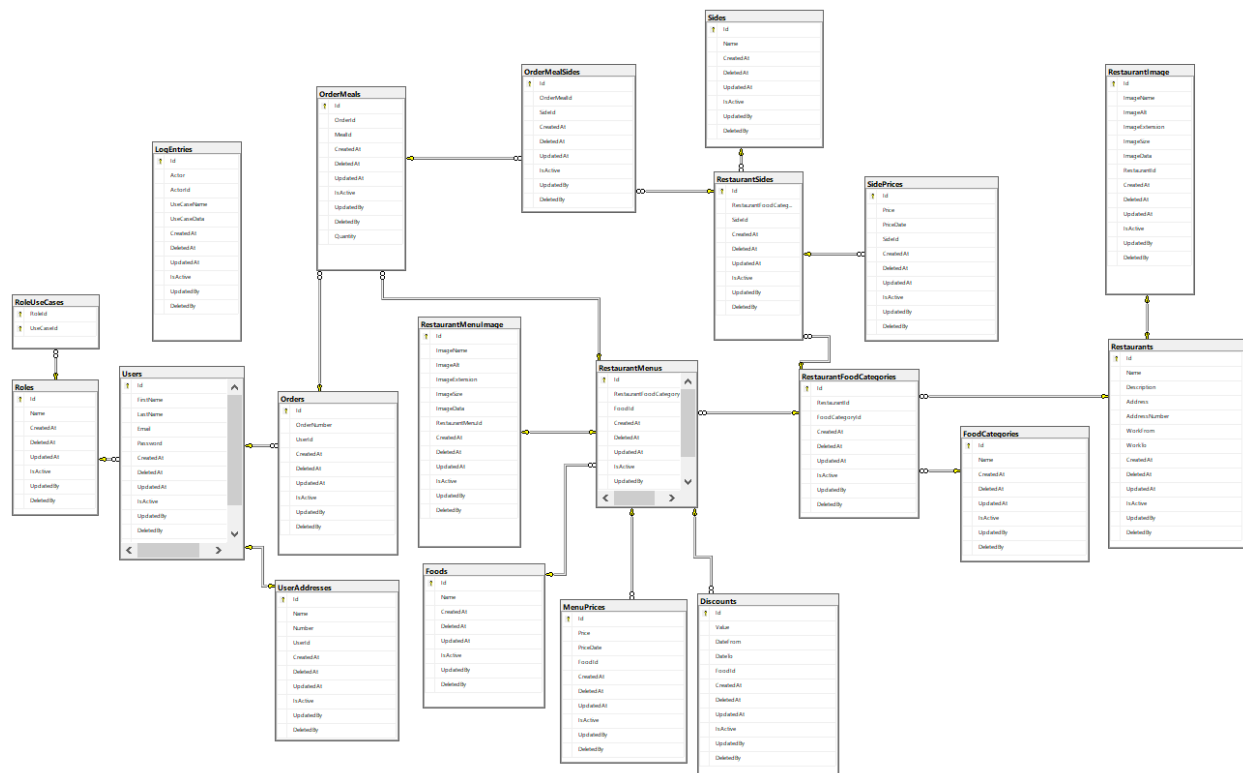 Sides
Id
Name
CreatedAt
DeletedAt
UpdatedAt
IsActive
UpdatedBy
DeletedBy
OrderMealSides
Id
OrderMealId
SideId
CreatedAt
DeletedAt
UpdatedAt
IsActive
UpdatedBy
DeletedBy
RestaurantImage
Id
ImageName
ImageAlt
ImageExtension
ImageSize
ImageData
RestaurantId
CreatedAt
DeletedAt
UpdatedAt
IsActive
UpdatedBy
DeletedBy
OrderMeals
Id
OrderId
MealId
CreatedAt
DeletedAt
UpdatedAt
IsActive
UpdatedBy
DeletedBy
Quantity
LogEntries
Id
Actor
ActorId
UseCaseName
UseCaseData
CreatedAt
DeletedAt
UpdatedAt
IsActive
UpdatedBy
DeletedBy
RestaurantSides
Id
RestaurantFoodCateg...
SideId
CreatedAt
DeletedAt
UpdatedAt
IsActive
UpdatedBy
DeletedBy
SidePrices
Id
Price
PriceDate
SideId
CreatedAt
DeletedAt
UpdatedAt
IsActive
UpdatedBy
DeletedBy
RoleUseCases
RoleId
UseCaseId
RestaurantMenuImage
Id
ImageName
ImageAlt
ImageExtension
ImageSize
ImageData
RestaurantMenuId
CreatedAt
DeletedAt
UpdatedAt
IsActive
UpdatedBy
DeletedBy
Restaurants
Id
Name
Description
Address
AddressNumber
WorkFrom
WorkTo
CreatedAt
DeletedAt
UpdatedAt
IsActive
UpdatedBy
DeletedBy
RestaurantMenus
Id
RestaurantFoodCategory
FoodId
CreatedAt
DeletedAt
UpdatedAt
IsActive
UpdatedBy
Users
Id
FirstName
LastName
Email
Password
CreatedAt
DeletedAt
UpdatedAt
IsActive
UpdatedBy
DeletedBy
RestaurantFoodCategories
Id
RestaurantId
FoodCategoryId
CreatedAt
DeletedAt
UpdatedAt
IsActive
UpdatedBy
DeletedBy
Roles
Id
Name
CreatedAt
DeletedAt
UpdatedAt
IsActive
UpdatedBy
DeletedBy
Orders
Id
OrderNumber
UserId
CreatedAt
DeletedAt
UpdatedAt
IsActive
UpdatedBy
DeletedBy
FoodCategories
Id
Name
CreatedAt
DeletedAt
UpdatedAt
IsActive
UpdatedBy
DeletedBy
Foods
Id
Name
CreatedAt
DeletedAt
UpdatedAt
IsActive
UpdatedBy
DeletedBy
UserAddresses
Id
Name
Number
UserId
CreatedAt
DeletedAt
UpdatedAt
IsActive
UpdatedBy
DeletedBy
MenuPrices
Id
Price
PriceDate
FoodId
CreatedAt
DeletedAt
UpdatedAt
IsActive
UpdatedBy
DeletedBy
Discounts
Id
Value
DateFrom
DateTo
FoodId
CreatedAt
DeletedAt
UpdatedAt
IsActive
UpdatedBy
DeletedBy